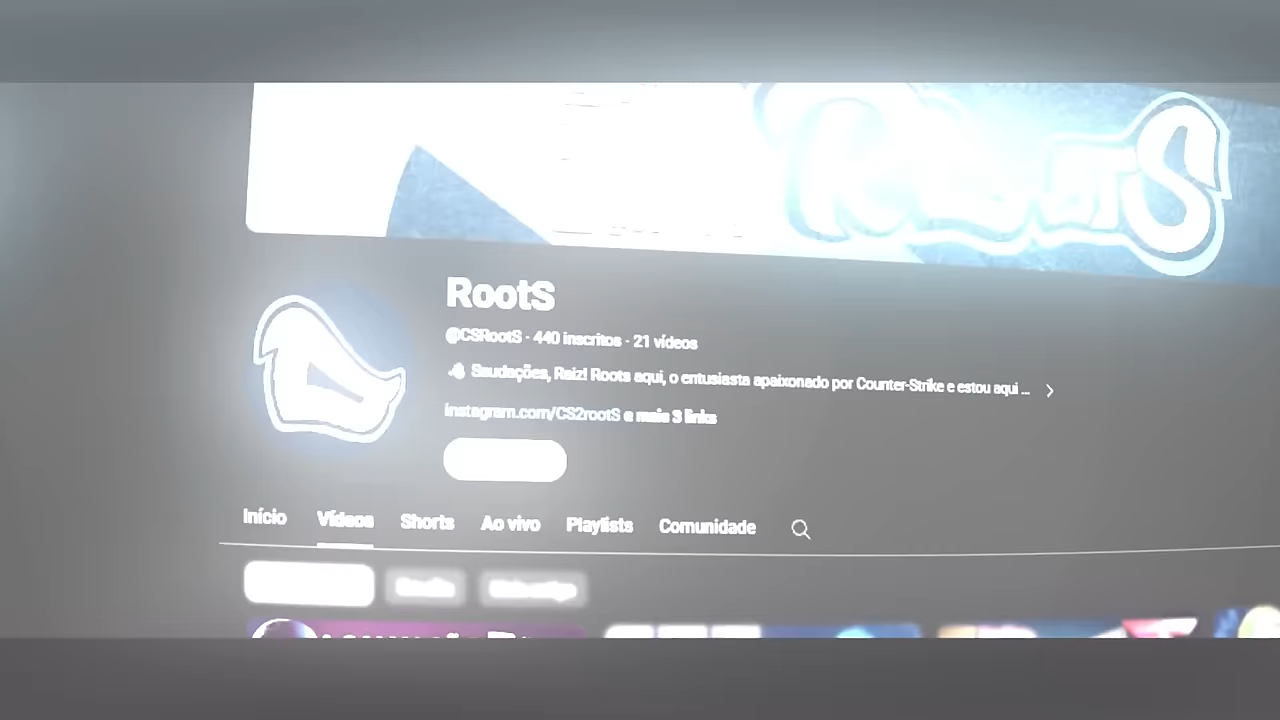 RootS
RootS
@CSRootS · 440 inscritos · 21 vídeos
Saudações, Raiz! Roots aqui, o entusiasta apaixonado por Counter-Strike e estou aqui ...
instagram.com/CS2rootS e mais 3 links
Início Vídeos Shorts Ao vivo Playlists Comunidade